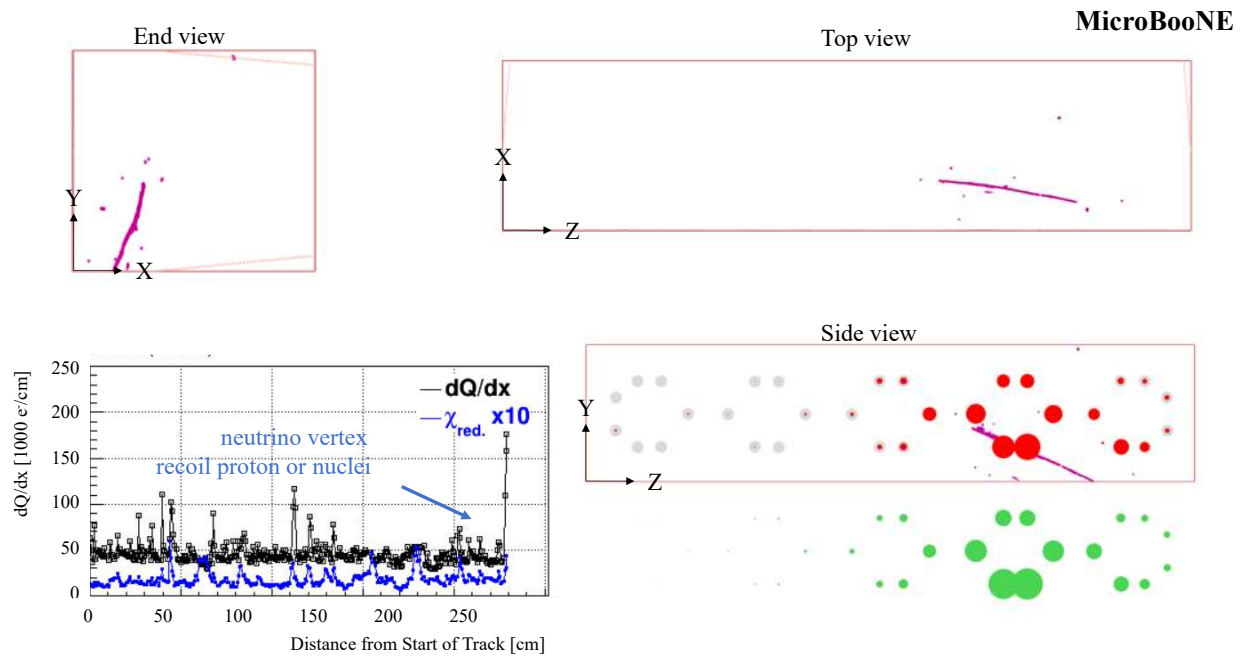 MicroBooNE
End view
Top view
Y
X
X
Z
Side view
Y
Z
dQ/dx [1000 e⁻/cm]
250
200
150
100
50
0
dQ/dx
χred. x10
neutrino vertex
recoil proton or nuclei
0 50 100 150 200 250
Distance from Start of Track [cm]